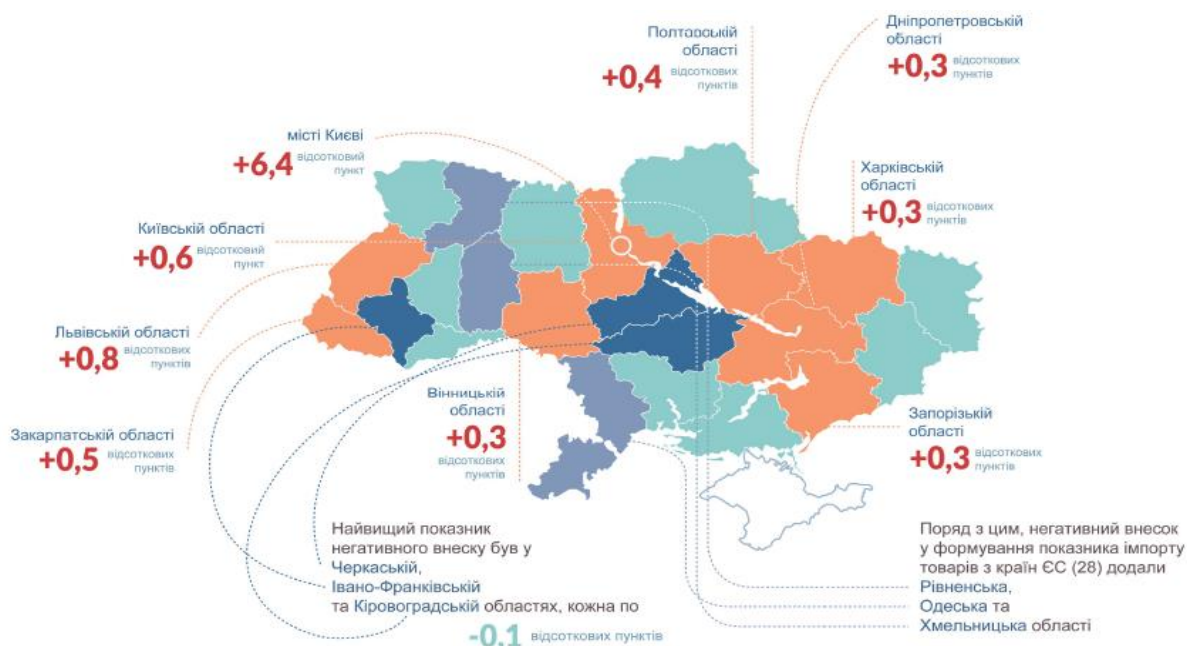 Полтавській
області
+0,4 відсоткових
пунктів
Дніпропетровській
області
+0,3 відсоткових
пунктів
місті Києві
+6,4 відсотковий
пункт
Харківській
області
+0,3 відсоткових
пунктів
Київській області
+0,6 відсотковий
пункт
Львівській області
+0,8 відсоткових
пунктів
Закарпатській області
+0,5 відсоткових
пунктів
Вінницькій
області
+0,3
відсоткових
пунктів
Запорізькій
області
+0,3 відсоткових
пунктів
Найвищий показник
негативного внеску був у
Черкаській,
Івано-Франківській
та Кіровоградській областях, кожна по
-0,1 відсоткових пунктів
Поряд з цим, негативний внесок
у формування показника імпорту
товарів з країн ЄС (28) додали
Рівненська,
Одеська та
Хмельницька області